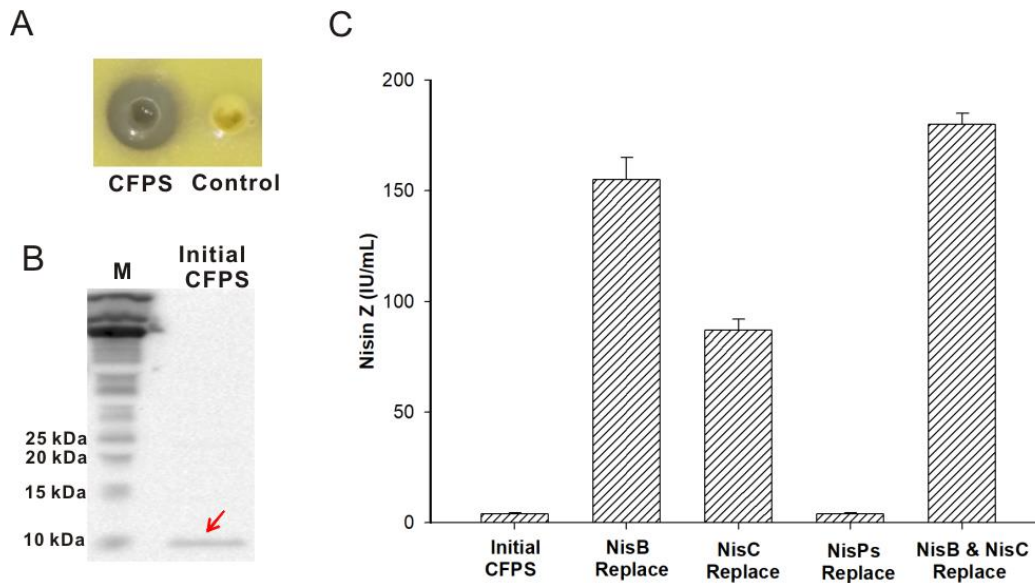 A
CFPS Control
B
M
Initial
CFPS
25 kDa
20 kDa
15 kDa
10 kDa
C
Nisin Z (IU/mL)
200
150
100
50
0
Initial
CFPS
NisB
Replace
NisC
Replace
NisPs
Replace
NisB & NisC
Replace